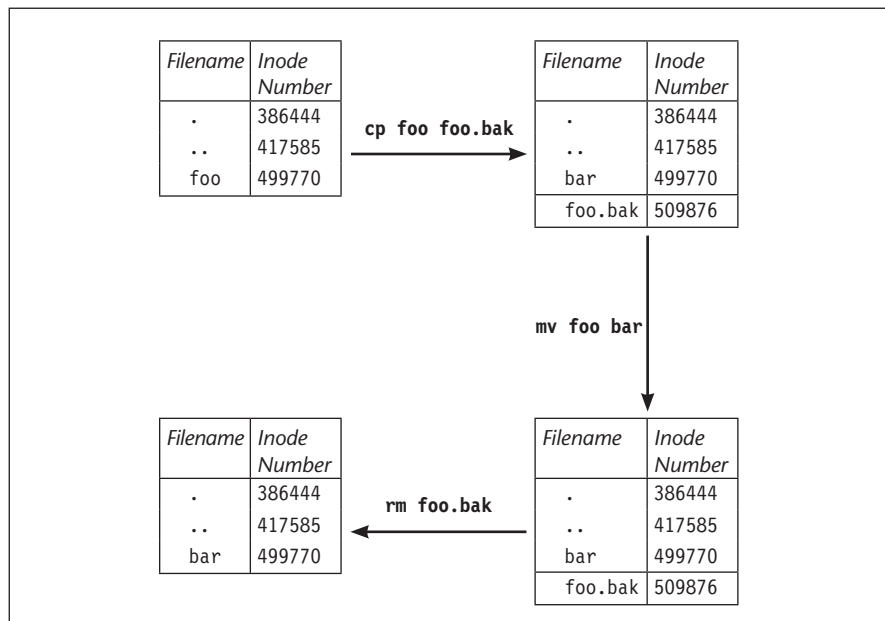 Filename Inode Number
. 386444
.. 417585
foo 499770
cp foo foo.bak
Filename Inode Number
. 386444
.. 417585
bar 499770
foo.bak 509876
mv foo bar
Filename Inode Number
. 386444
.. 417585
bar 499770
rm foo.bak
Filename Inode Number
. 386444
.. 417585
bar 499770
foo.bak 509876